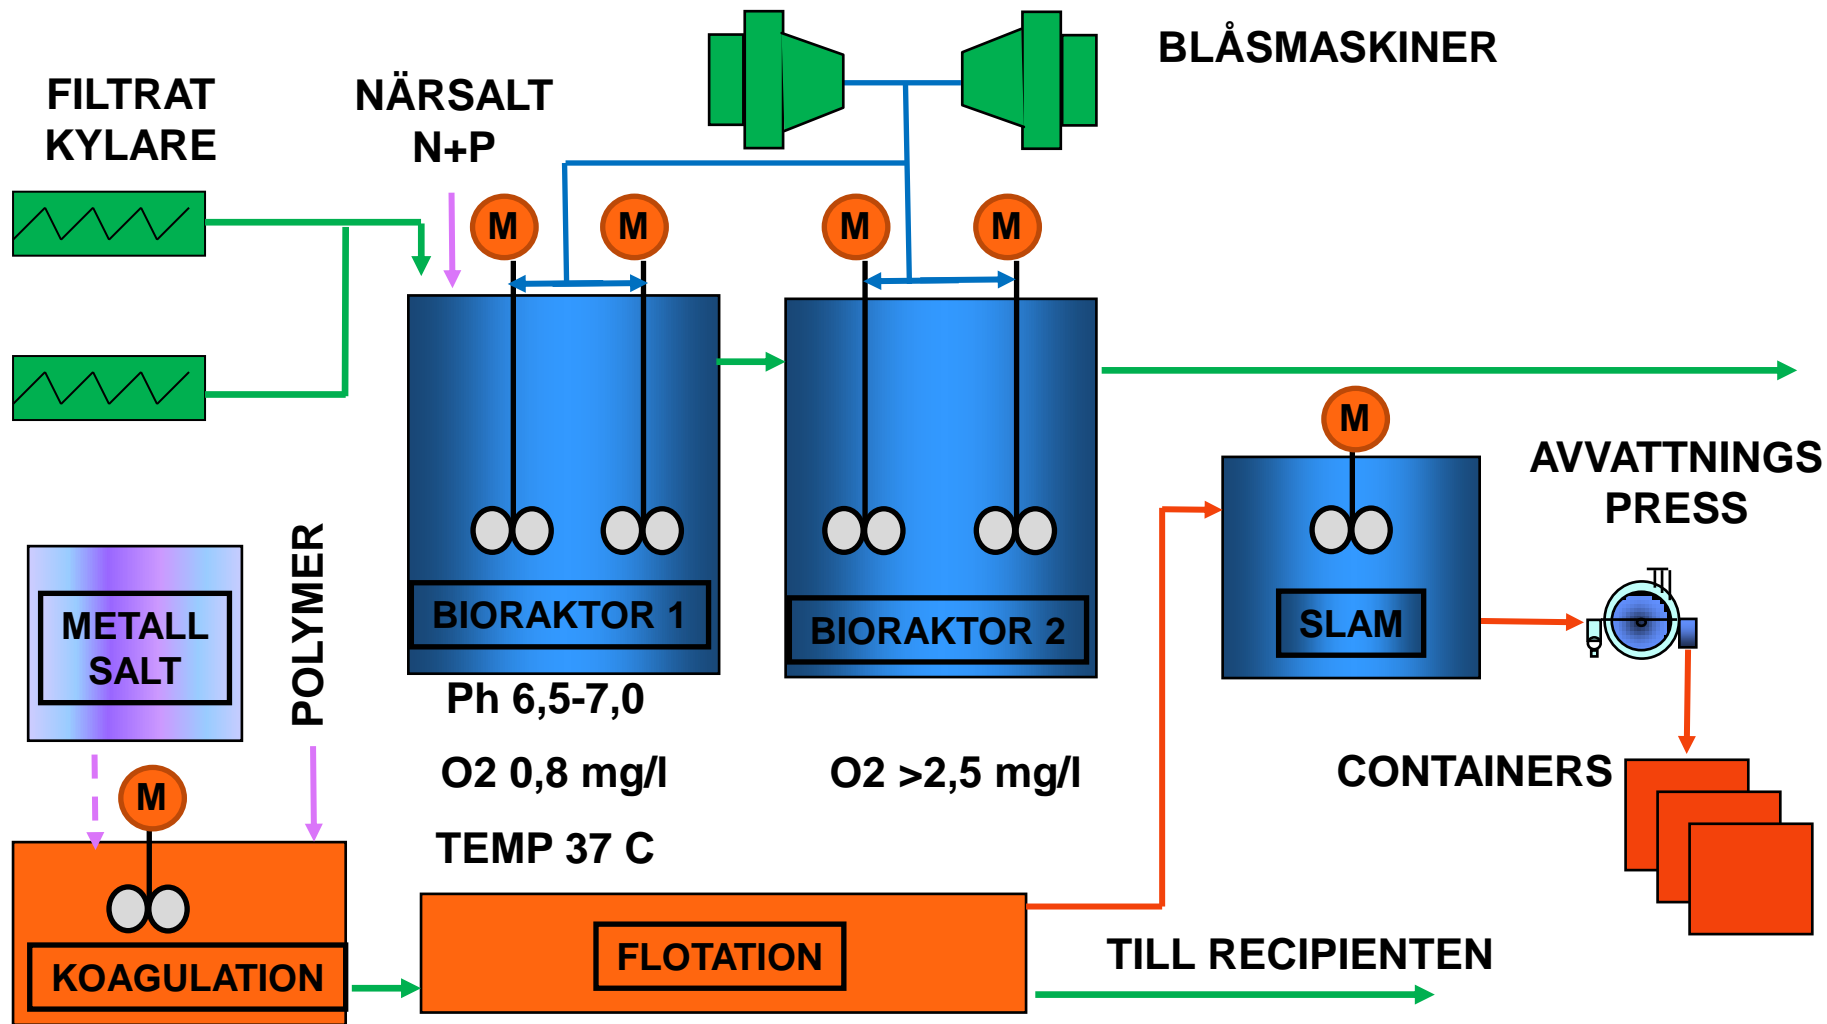 BLÅSMASKINER
FILTRAT
KYLARE
NÄRSALT
N+P
M
M
M
M
M
AVVATTNINGS
PRESS
POLYMER
METALL
SALT
BIORAKTOR 1
BIORAKTOR 2
SLAM
Ph 6,5-7,0
O2 0,8 mg/l
O2 >2,5 mg/l
CONTAINERS
M
TEMP 37 C
FLOTATION
TILL RECIPIENTEN
KOAGULATION